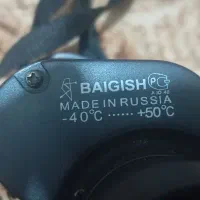 BAIGISH
MADE IN RUSSIA
-40°C ...... +50°C